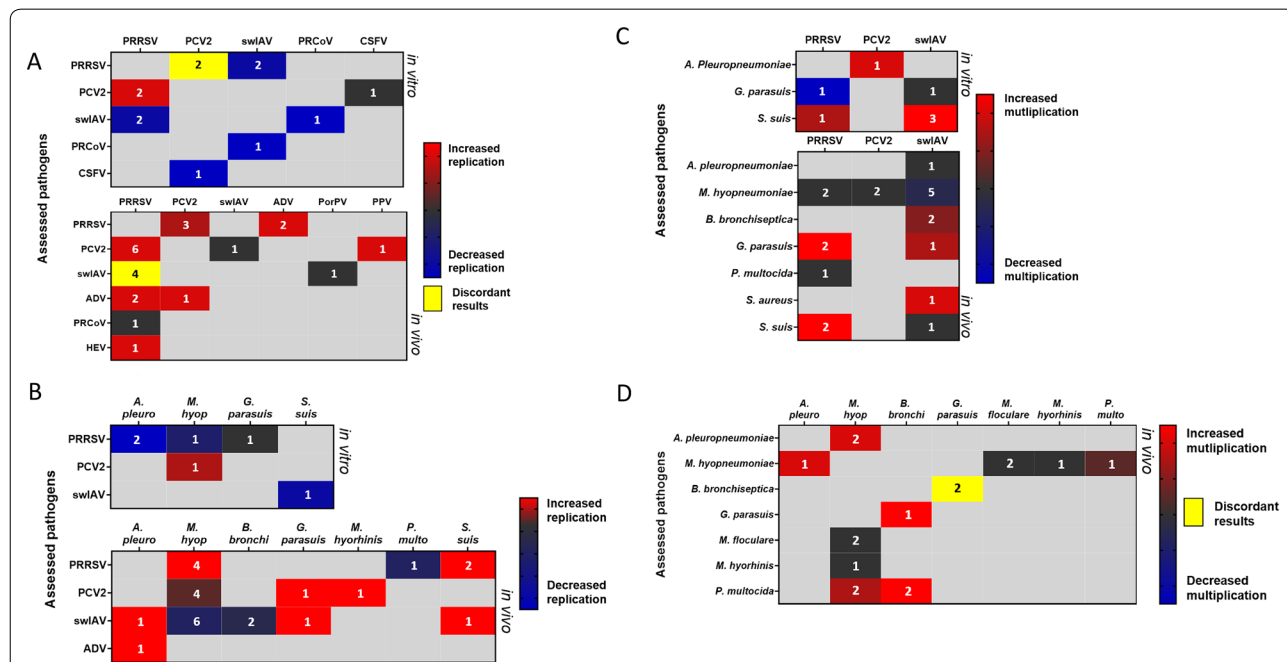 A
PRRSV PCV2 swIAV PRCoV CSFV
PRRSV 2 2
PCV2 2 1
swIAV 2 1
PRCoV 1
CSFV 1
in vitro
PRRSV PCV2 swIAV ADV PorPV PPV
PRRSV 3 2
PCV2 6 1 1
swIAV 4 1
ADV 2 1
PRCoV 1
HEV 1
in vivo
Assessed pathogens
Increased
replication
Decreased
replication
Discordant
results
C
PRRSV PCV2 swIAV
A. Pleuropneumoniae 1
G. parasuis 1 1
S. suis 1 3
in vitro
PRRSV PCV2 swIAV
A. pleuropneumoniae 1
M. hyopneumoniae 2 2 5
B. bronchiseptica 2
G. parasuis 2 1
P. multocida 1
S. aureus 1
S. suis 2 1
in vivo
Assessed pathogens
Increased
mutliplication
Decreased
multiplication
B
A. M. G. S.
pleuro hyop parasuis suis
PRRSV 2 1 1
PCV2 1
swIAV 1
in vitro
A. M. B. G. M. P. S.
pleuro hyop bronchi parasuis hyorhinis multo suis
PRRSV 4 1 2
PCV2 4 1 1
swIAV 1 6 2 1 1
ADV 1
in vivo
Assessed pathogens
Increased
replication
Decreased
replication
D
A. M. B. G. M. M. P.
pleuro hyop bronchi parasuis floculare hyorhinis multo
A. pleuropneumoniae 2
M. hyopneumoniae 1 2 1 1
B. bronchiseptica 2
G. parasuis 1
M. floculare 2
M. hyorhinis 1
P. multocida 2 2
in vivo
Assessed pathogens
Increased
mutliplication
Discordant
results
Decreased
multiplication